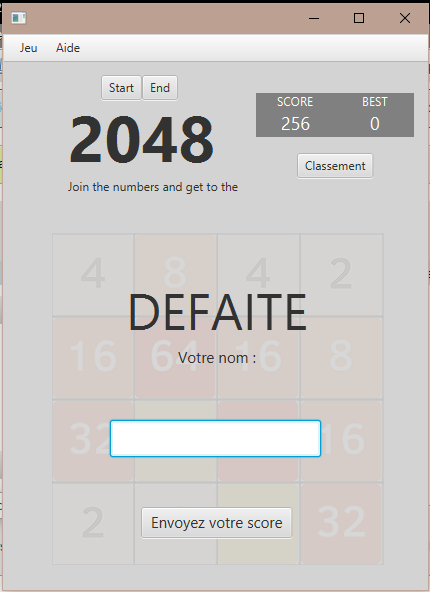 Jeu Aide
Start End
SCORE BEST
256 0
2048
Classement
Join the numbers and get to the
4 8 4 2
DEFAITE
16 64 16 8
Votre nom :
32 16
2 32
Envoyez votre score